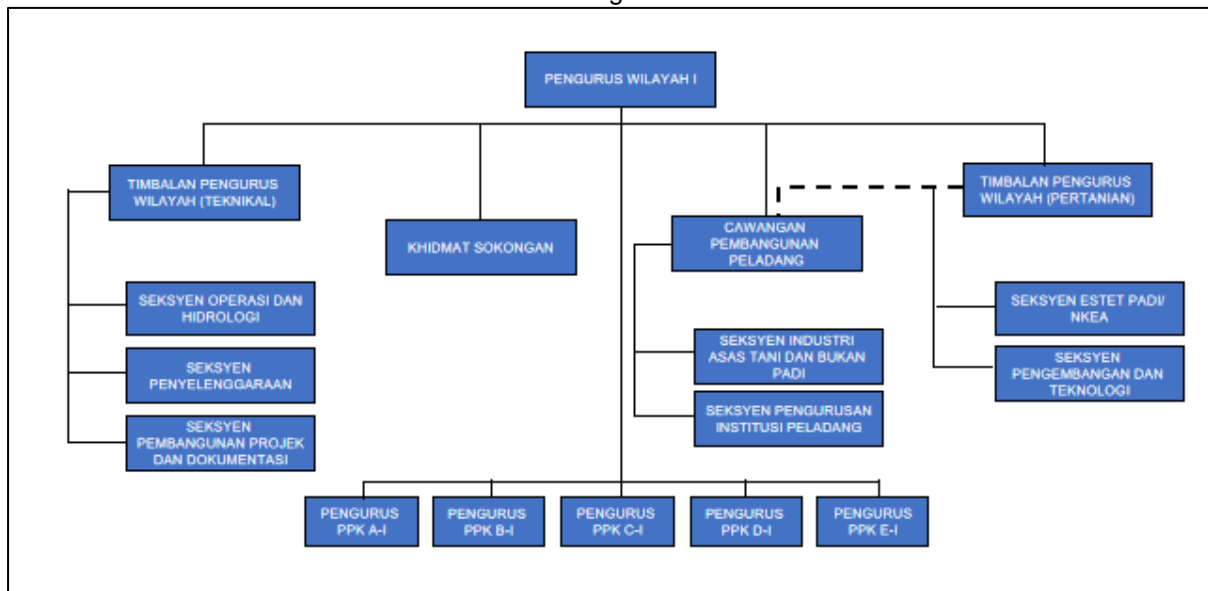 PENGURUS WILAYAH I
TIMBALAN PENGURUS
WILAYAH (TEKNIKAL)
TIMBALAN PENGURUS
WILAYAH (PERTANIAN)
KHIDMAT SOKONGAN
CAWANGAN
PEMBANGUNAN
PELADANG
SEKSYEN OPERASI DAN
HIDROLOGI
SEKSYEN ESTET PADI/
NKEA
SEKSYEN INDUSTRI
ASAS TANI DAN BUKAN
PADI
SEKSYEN
PENYELENGGARAAN
SEKSYEN
PENGEMBANGAN DAN
TEKNOLOGI
SEKSYEN PENGURUSAN
INSTITUSI PELADANG
SEKSYEN
PEMBANGUNAN PROJEK
DAN DOKUMENTASI
PENGURUS
PPK A-I
PENGURUS
PPK B-I
PENGURUS
PPK C-I
PENGURUS
PPK D-I
PENGURUS
PPK E-I